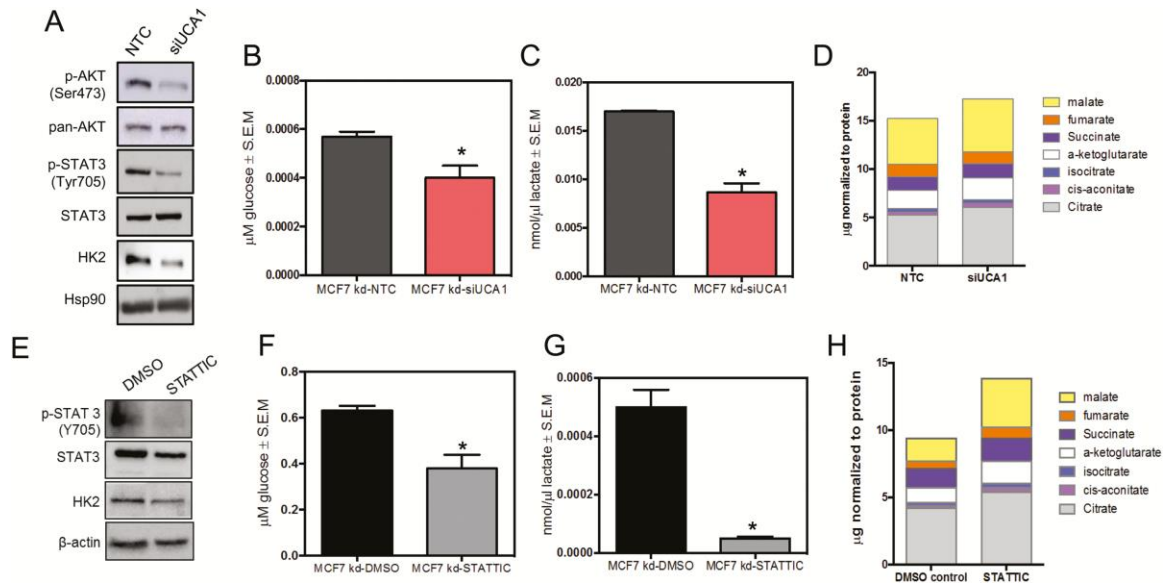 A
NTC
siUCA1
p-AKT
(Ser473)
pan-AKT
p-STAT3
(Tyr705)
STAT3
HK2
Hsp90
B
µM glucose ± S.E.M
0.0008
0.0006
0.0004
0.0002
0.0000
*
MCF7 kd-NTC
MCF7 kd-siUCA1
C
nmol/µl lactate ± S.E.M
0.020
0.015
0.010
0.005
0.000
*
MCF7 kd-NTC
MCF7 kd-siUCA1
D
µg normalized to protein
20
15
10
5
0
NTC
siUCA1
malate
fumarate
Succinate
a-ketoglutarate
isocitrate
cis-aconitate
Citrate
E
DMSO
STATTIC
p-STAT 3
(Y705)
STAT3
HK2
β-actin
F
µM glucose ± S.E.M
0.8
0.6
0.4
0.2
0.0
*
MCF7 kd-DMSO
MCF7 kd-STATTIC
G
nmol/µl lactate ± S.E.M
0.0006
0.0004
0.0002
0.0000
*
MCF7 kd-DMSO
MCF7 kd-STATTIC
H
µg normalized to protein
15
10
5
0
DMSO control
STATTIC
malate
fumarate
Succinate
a-ketoglutarate
isocitrate
cis-aconitate
Citrate